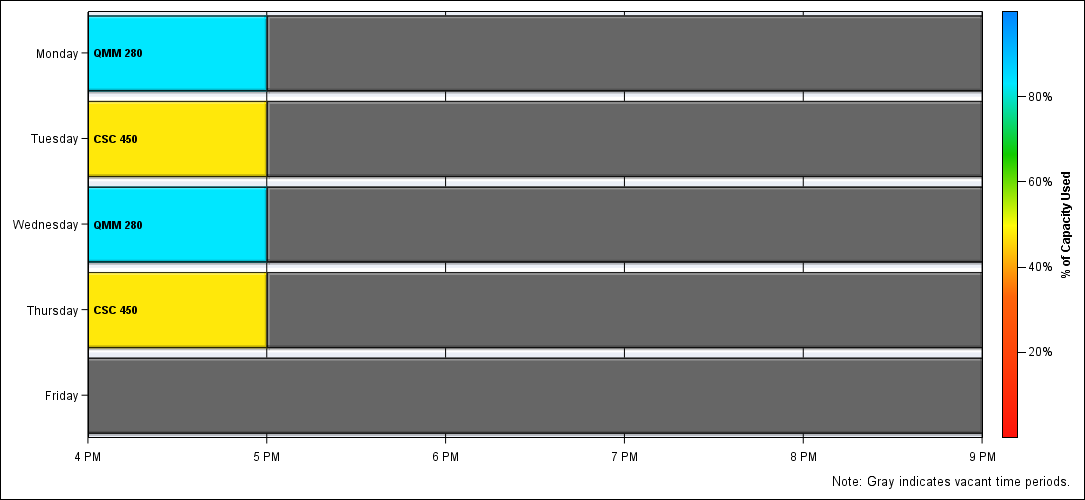 Monday
QMM 280
Tuesday
CSC 450
Wednesday
QMM 280
Thursday
CSC 450
Friday
4 PM
5 PM
6 PM
7 PM
8 PM
9 PM
80%
60%
40%
20%
% of Capacity Used
Note: Gray indicates vacant time periods.